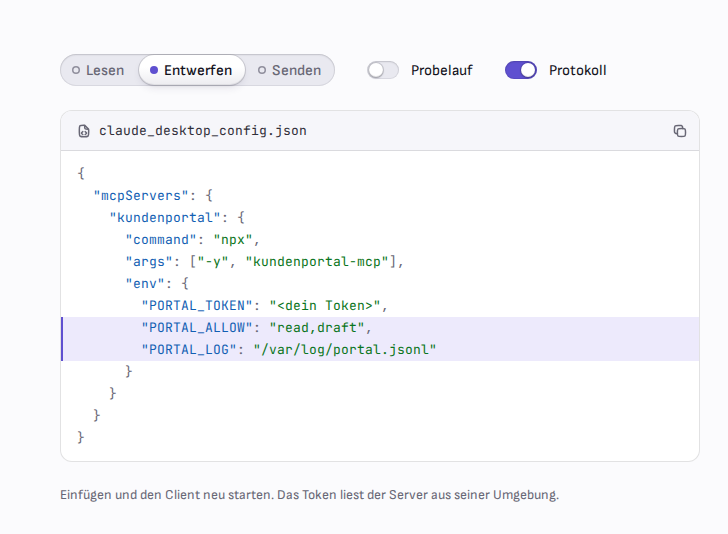 Lesen Entwerfen Senden Probelauf Protokoll
claude_desktop_config.json
{
  "mcpServers": {
    "kundenportal": {
      "command": "npx",
      "args": ["-y", "kundenportal-mcp"],
      "env": {
        "PORTAL_TOKEN": "<dein Token>",
        "PORTAL_ALLOW": "read,draft",
        "PORTAL_LOG": "/var/log/portal.jsonl"
      }
    }
  }
}
Einfügen und den Client neu starten. Das Token liest der Server aus seiner Umgebung.